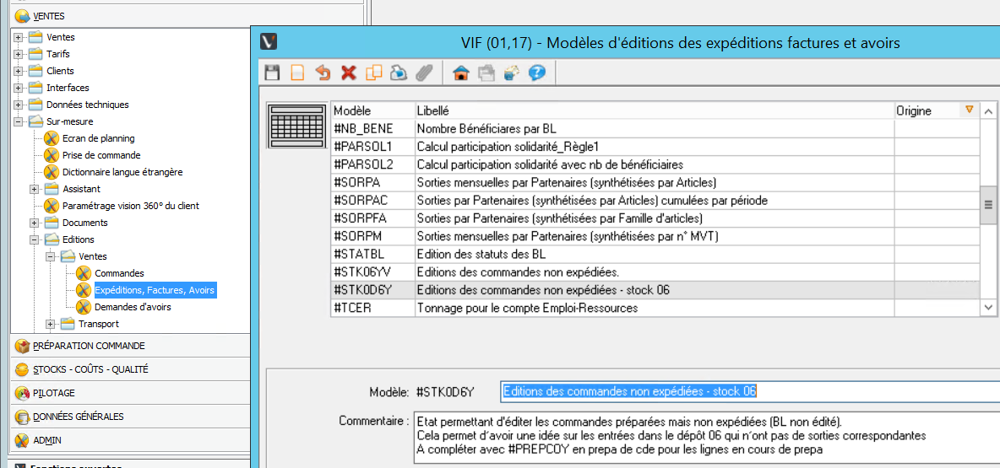 VENTES
Ventes
Tarifs
Clients
Interfaces
Données techniques
Sur-mesure
Ecran de planning
Prise de commande
Dictionnaire langue étrangère
Assistant
Paramétrage vision 360° du client
Documents
Editions
Ventes
Commandes
Expéditions, Factures, Avoirs
Demandes d'avoirs
Transport
PRÉPARATION COMMANDE
STOCKS - COÛTS - QUALITÉ
PILOTAGE
DONNÉES GÉNÉRALES
ADMIN
Fonctions ouvertes
VIF (01,17) - Modèles d'éditions des expéditions factures et avoirs
Modèle Libellé Origine
#NB_BENE Nombre Bénéficiares par BL
#PARSOL1 Calcul participation solidarité_Règle1
#PARSOL2 Calcul participation solidarité avec nb de bénéficiaires
#SORPA Sorties mensuelles par Partenaires (synthétisées par Articles)
#SORPAC Sorties par Partenaires (synthétisées par Articles) cumulées par période
#SORPFA Sorties par Partenaires (synthétisées par Famille d'articles)
#SORPM Sorties mensuelles par Partenaires (synthétisées par n° MVT)
#STATBL Edition des statuts des BL
#STK06YV Editions des commandes non expédiées.
#STK0D6Y Editions des commandes non expédiées - stock 06
#TCER Tonnage pour le compte Emploi-Ressources
Modèle: #STK0D6Y Editions des commandes non expédiées - stock 06
Commentaire : Etat permettant d'éditer les commandes préparées mais non expédiées (BL non édité).
Cela permet d´avoir une idée sur les entrées dans le dépôt 06 qui n´ont pas de sorties correspondantes
A compléter avec #PREPCOY en prepa de cde pour les lignes en cours de prepa